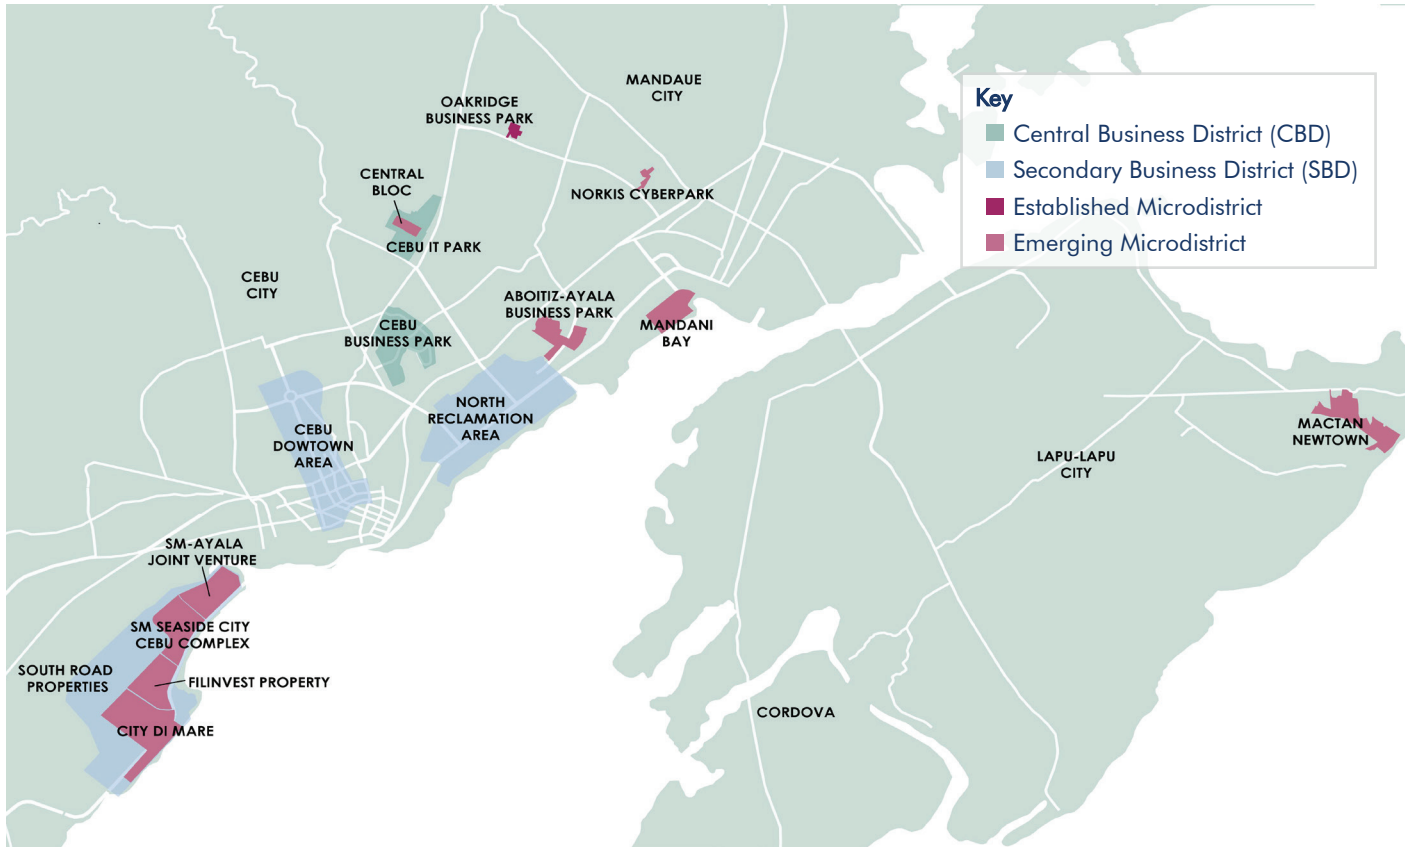 MANDAUE
CITY
OAKRIDGE
BUSINESS PARK
Key
Central Business District (CBD)
Secondary Business District (SBD)
Established Microdistrict
Emerging Microdistrict
CENTRAL
BLOC
NORKIS CYBERPARK
CEBU IT PARK
CEBU
CITY
ABOITIZ-AYALA
BUSINESS PARK
CEBU
BUSINESS PARK
MANDANI
BAY
NORTH
RECLAMATION
AREA
CEBU
DOWTOWN
AREA
MACTAN
NEWTOWN
LAPU-LAPU
CITY
SM-AYALA
JOINT VENTURE
SM SEASIDE CITY
CEBU COMPLEX
SOUTH ROAD
PROPERTIES
FILINVEST PROPERTY
CITY DI MARE
CORDOVA